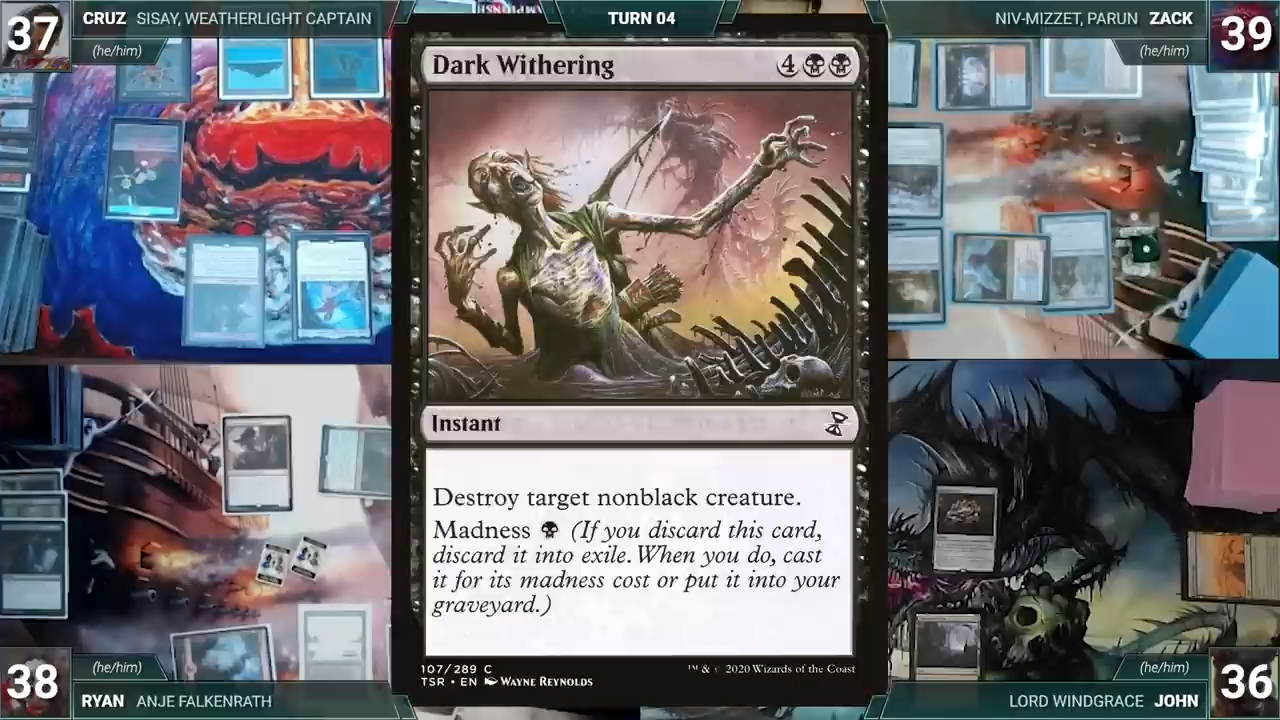 37
CRUZ SISAY, WEATHERLIGHT CAPTAIN
(he/him)
TURN 04
NIV-MIZZET, PARUN ZACK
(he/him)
39
Dark Withering
4
Instant
Destroy target nonblack creature.
Madness (If you discard this card,
discard it into exile. When you do, cast
it for its madness cost or put it into your
graveyard.)
107/289 C
TSR • EN WAYNE REYNOLDS
™ & © 2020 Wizards of the Coast
38
(he/him)
RYAN ANJE FALKENRATH
(he/him)
LORD WINDGRACE JOHN
36